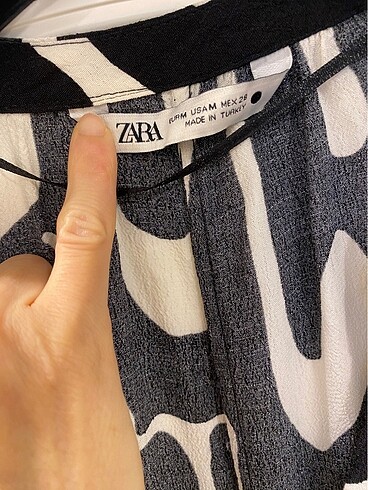 ZARA
EUR M USA M MEX 28
MADE IN TURKEY